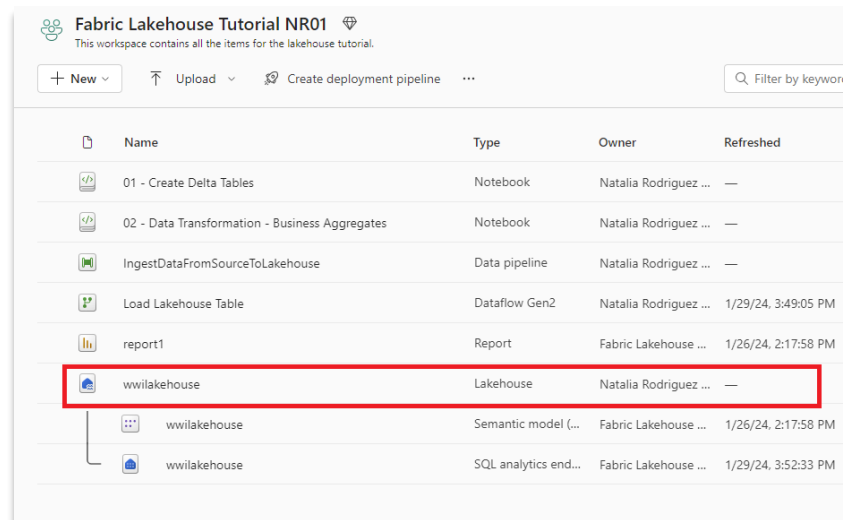 Fabric Lakehouse Tutorial NR01
This workspace contains all the items for the lakehouse tutorial.
New Upload Create deployment pipeline ... Filter by keywor
Name Type Owner Refreshed
01 - Create Delta Tables Notebook Natalia Rodriguez ... —
02 - Data Transformation - Business Aggregates Notebook Natalia Rodriguez ... —
IngestDataFromSourceToLakehouse Data pipeline Natalia Rodriguez ... —
Load Lakehouse Table Dataflow Gen2 Natalia Rodriguez ... 1/29/24, 3:49:05 PM
report1 Report Fabric Lakehouse ... 1/26/24, 2:17:58 PM
wwilakehouse Lakehouse Natalia Rodriguez ... —
wwilakehouse Semantic model (... Fabric Lakehouse ... 1/26/24, 2:17:58 PM
wwilakehouse SQL analytics end... Fabric Lakehouse ... 1/29/24, 3:52:33 PM